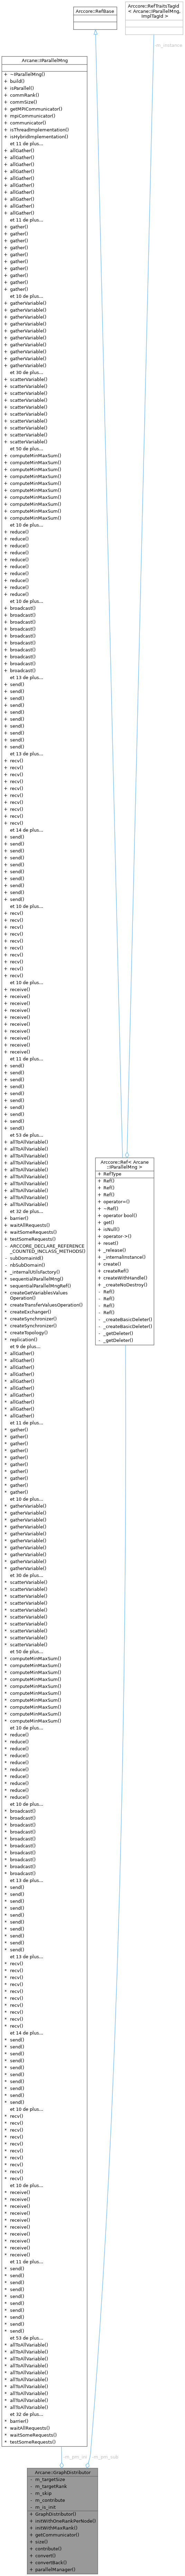 Arccore::RefBase
Arccore::RefTraitsTagId
< Arcane::IParallelMng,
ImplTagId >
-m_instance
Arcane::IParallelMng
+ ~IParallelMng()
+ build()
+ isParallel()
+ commRank()
+ commSize()
+ getMPICommunicator()
+ mpiCommunicator()
+ communicator()
+ isThreadImplementation()
+ isHybridImplementation()
et 11 de plus...
+ allGather()
+ allGather()
+ allGather()
+ allGather()
+ allGather()
+ allGather()
+ allGather()
+ allGather()
+ allGather()
+ allGather()
et 11 de plus...
+ gather()
+ gather()
+ gather()
+ gather()
+ gather()
+ gather()
+ gather()
+ gather()
+ gather()
+ gather()
et 10 de plus...
+ gatherVariable()
+ gatherVariable()
+ gatherVariable()
+ gatherVariable()
+ gatherVariable()
+ gatherVariable()
+ gatherVariable()
+ gatherVariable()
+ gatherVariable()
+ gatherVariable()
et 30 de plus...
+ scatterVariable()
+ scatterVariable()
+ scatterVariable()
+ scatterVariable()
+ scatterVariable()
+ scatterVariable()
+ scatterVariable()
+ scatterVariable()
+ scatterVariable()
+ scatterVariable()
et 50 de plus...
+ computeMinMaxSum()
+ computeMinMaxSum()
+ computeMinMaxSum()
+ computeMinMaxSum()
+ computeMinMaxSum()
+ computeMinMaxSum()
+ computeMinMaxSum()
+ computeMinMaxSum()
+ computeMinMaxSum()
+ computeMinMaxSum()
et 10 de plus...
+ reduce()
+ reduce()
+ reduce()
+ reduce()
+ reduce()
+ reduce()
+ reduce()
+ reduce()
+ reduce()
+ reduce()
et 10 de plus...
+ broadcast()
+ broadcast()
+ broadcast()
+ broadcast()
+ broadcast()
+ broadcast()
+ broadcast()
+ broadcast()
+ broadcast()
+ broadcast()
et 13 de plus...
+ send()
+ send()
+ send()
+ send()
+ send()
+ send()
+ send()
+ send()
+ send()
+ send()
et 13 de plus...
+ recv()
+ recv()
+ recv()
+ recv()
+ recv()
+ recv()
+ recv()
+ recv()
+ recv()
+ recv()
et 14 de plus...
+ send()
+ send()
+ send()
+ send()
+ send()
+ send()
+ send()
+ send()
+ send()
+ send()
et 10 de plus...
+ recv()
+ recv()
+ recv()
+ recv()
+ recv()
+ recv()
+ recv()
+ recv()
+ recv()
+ recv()
et 10 de plus...
+ receive()
+ receive()
+ receive()
+ receive()
+ receive()
+ receive()
+ receive()
+ receive()
+ receive()
+ receive()
et 11 de plus...
+ send()
+ send()
+ send()
+ send()
+ send()
+ send()
+ send()
+ send()
+ send()
+ send()
et 53 de plus...
+ allToAllVariable()
+ allToAllVariable()
+ allToAllVariable()
+ allToAllVariable()
+ allToAllVariable()
+ allToAllVariable()
+ allToAllVariable()
+ allToAllVariable()
+ allToAllVariable()
+ allToAllVariable()
et 32 de plus...
+ barrier()
+ waitAllRequests()
+ waitSomeRequests()
+ testSomeRequests()
ARCCORE_DECLARE_REFERENCE
_COUNTED_INCLASS_METHODS()
+ subDomainId()
+ nbSubDomain()
+ _internalUtilsFactory()
+ sequentialParallelMng()
+ sequentialParallelMngRef()
+ createGetVariablesValues
Operation()
+ createTransferValuesOperation()
+ createExchanger()
+ createSynchronizer()
+ createSynchronizer()
+ createTopology()
+ replication()
et 9 de plus...
+ allGather()
+ allGather()
+ allGather()
+ allGather()
+ allGather()
+ allGather()
+ allGather()
+ allGather()
+ allGather()
+ allGather()
et 11 de plus...
+ gather()
+ gather()
+ gather()
+ gather()
+ gather()
+ gather()
+ gather()
+ gather()
+ gather()
+ gather()
et 10 de plus...
+ gatherVariable()
+ gatherVariable()
+ gatherVariable()
+ gatherVariable()
+ gatherVariable()
+ gatherVariable()
+ gatherVariable()
+ gatherVariable()
+ gatherVariable()
+ gatherVariable()
et 30 de plus...
+ scatterVariable()
+ scatterVariable()
+ scatterVariable()
+ scatterVariable()
+ scatterVariable()
+ scatterVariable()
+ scatterVariable()
+ scatterVariable()
+ scatterVariable()
+ scatterVariable()
et 50 de plus...
+ computeMinMaxSum()
+ computeMinMaxSum()
+ computeMinMaxSum()
+ computeMinMaxSum()
+ computeMinMaxSum()
+ computeMinMaxSum()
+ computeMinMaxSum()
+ computeMinMaxSum()
+ computeMinMaxSum()
+ computeMinMaxSum()
et 10 de plus...
+ reduce()
+ reduce()
+ reduce()
+ reduce()
+ reduce()
+ reduce()
+ reduce()
+ reduce()
+ reduce()
+ reduce()
et 10 de plus...
+ broadcast()
+ broadcast()
+ broadcast()
+ broadcast()
+ broadcast()
+ broadcast()
+ broadcast()
+ broadcast()
+ broadcast()
+ broadcast()
et 13 de plus...
+ send()
+ send()
+ send()
+ send()
+ send()
+ send()
+ send()
+ send()
+ send()
+ send()
et 13 de plus...
+ recv()
+ recv()
+ recv()
+ recv()
+ recv()
+ recv()
+ recv()
+ recv()
+ recv()
+ recv()
et 14 de plus...
+ send()
+ send()
+ send()
+ send()
+ send()
+ send()
+ send()
+ send()
+ send()
+ send()
et 10 de plus...
+ recv()
+ recv()
+ recv()
+ recv()
+ recv()
+ recv()
+ recv()
+ recv()
+ recv()
+ recv()
et 10 de plus...
+ receive()
+ receive()
+ receive()
+ receive()
+ receive()
+ receive()
+ receive()
+ receive()
+ receive()
+ receive()
et 11 de plus...
+ send()
+ send()
+ send()
+ send()
+ send()
+ send()
+ send()
+ send()
+ send()
+ send()
et 53 de plus...
+ allToAllVariable()
+ allToAllVariable()
+ allToAllVariable()
+ allToAllVariable()
+ allToAllVariable()
+ allToAllVariable()
+ allToAllVariable()
+ allToAllVariable()
+ allToAllVariable()
+ allToAllVariable()
et 32 de plus...
+ barrier()
+ waitAllRequests()
+ waitSomeRequests()
+ testSomeRequests()
Arccore::Ref< Arcane
::IParallelMng >
+ RefType
+ Ref()
+ Ref()
+ Ref()
+ operator=()
+ ~Ref()
+ operator bool()
+ get()
+ isNull()
+ operator->()
+ reset()
+ _release()
+ _internalInstance()
+ create()
+ createRef()
+ createWithHandle()
+ _createNoDestroy()
- Ref()
- Ref()
- Ref()
- Ref()
- _createBasicDeleter()
- _createBasicDeleter()
- _getDeleter()
- _getDeleter()
-m_pm_ini
-m_pm_sub
Arcane::GraphDistributor
- m_targetSize
- m_targetRank
- m_skip
- m_contribute
- m_is_init
+ GraphDistributor()
+ initWithOneRankPerNode()
+ initWithMaxRank()
+ getCommunicator()
+ size()
+ contribute()
+ convert()
+ convertBack()
+ parallelManager()